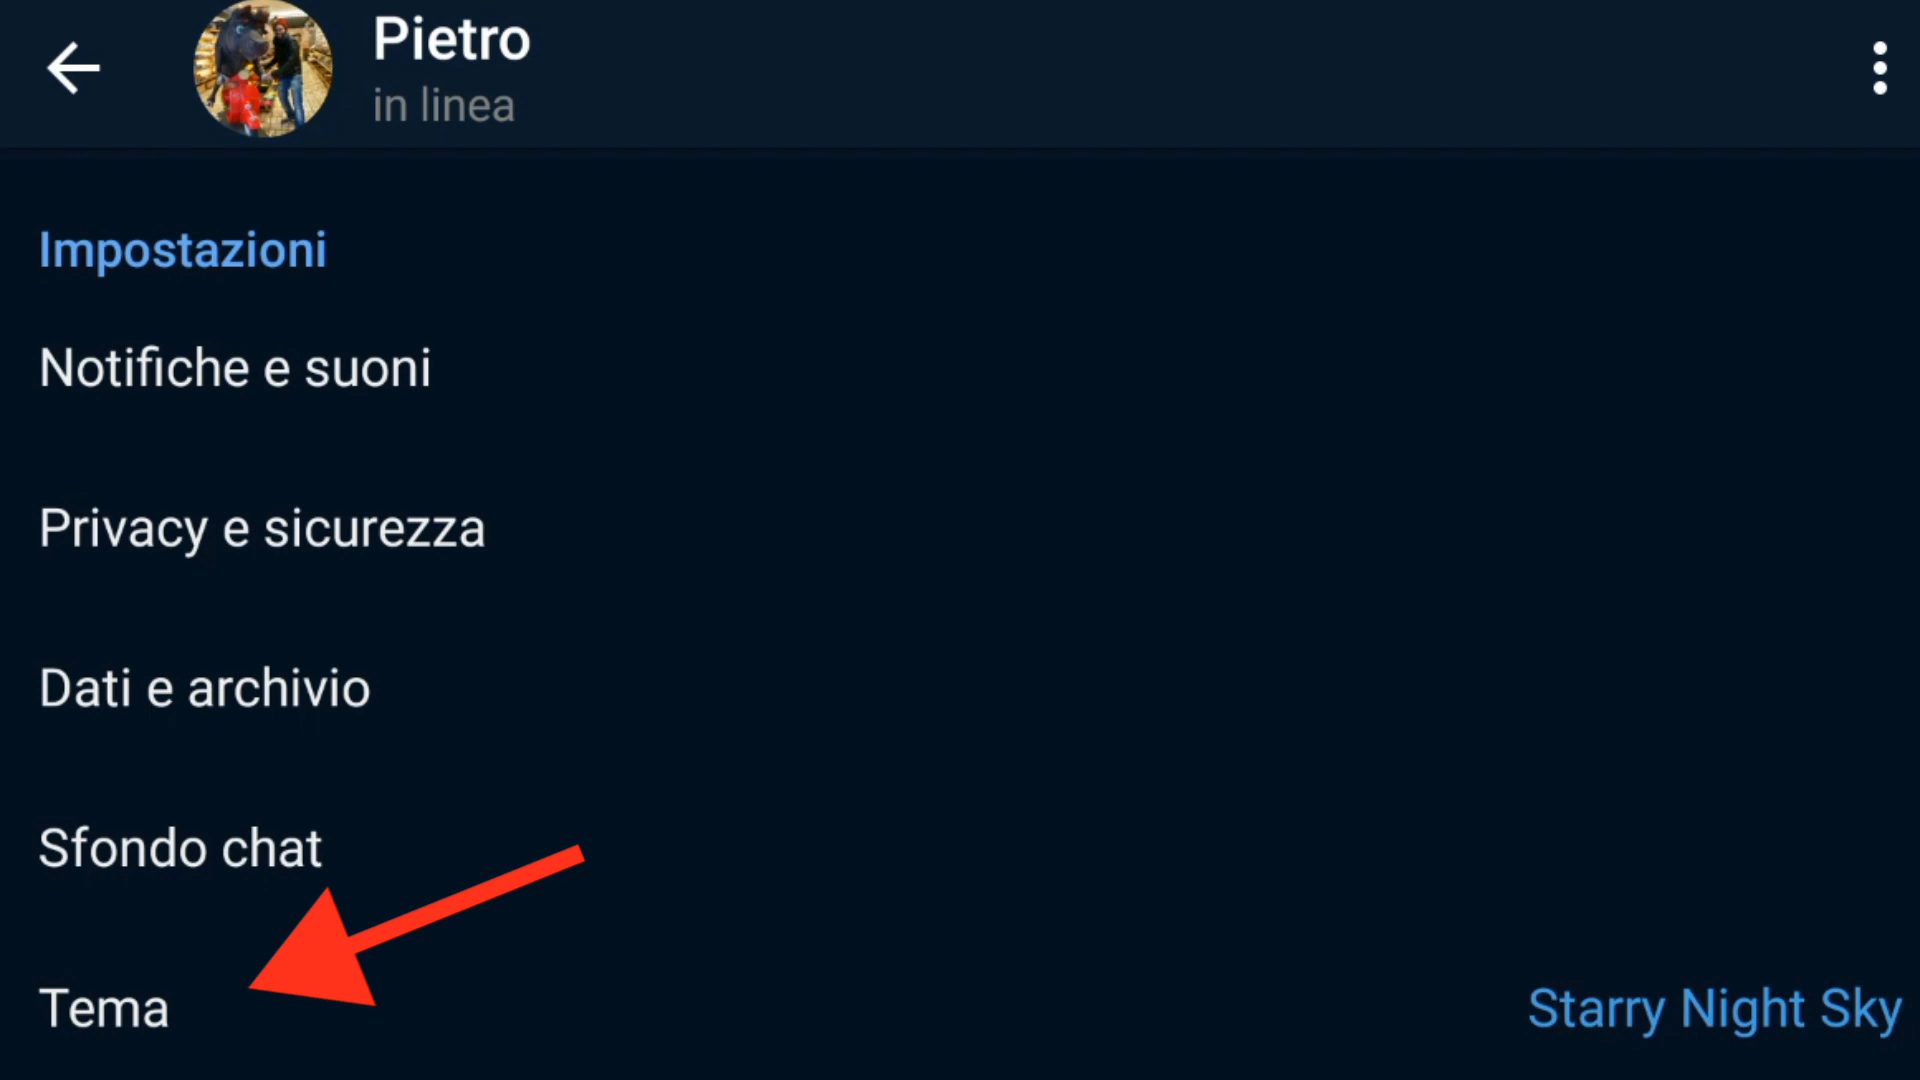 Pietro
in linea
Impostazioni
Notifiche e suoni
Privacy e sicurezza
Dati e archivio
Sfondo chat
Tema
Starry Night Sky